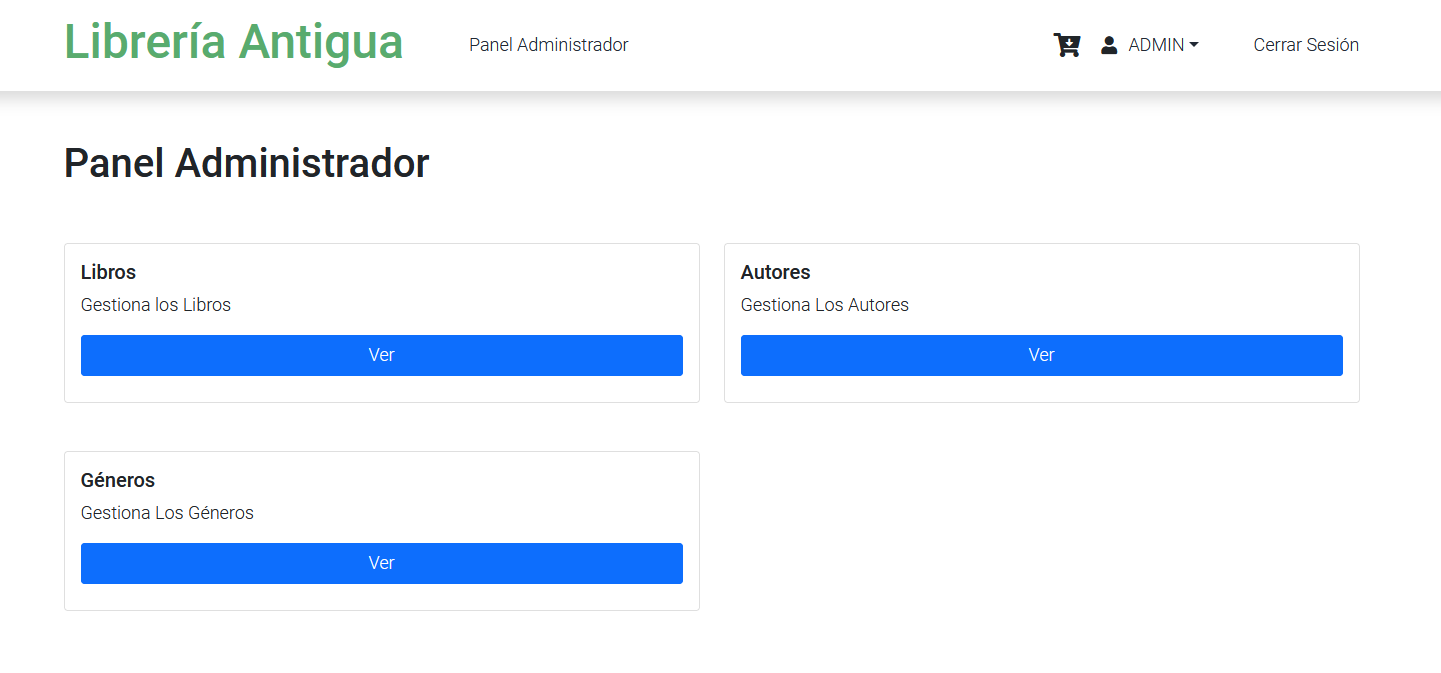 Librería Antigua
Panel Administrador
ADMIN
Cerrar Sesión
Panel Administrador
Libros
Gestiona los Libros
Ver
Autores
Gestiona Los Autores
Ver
Géneros
Gestiona Los Géneros
Ver